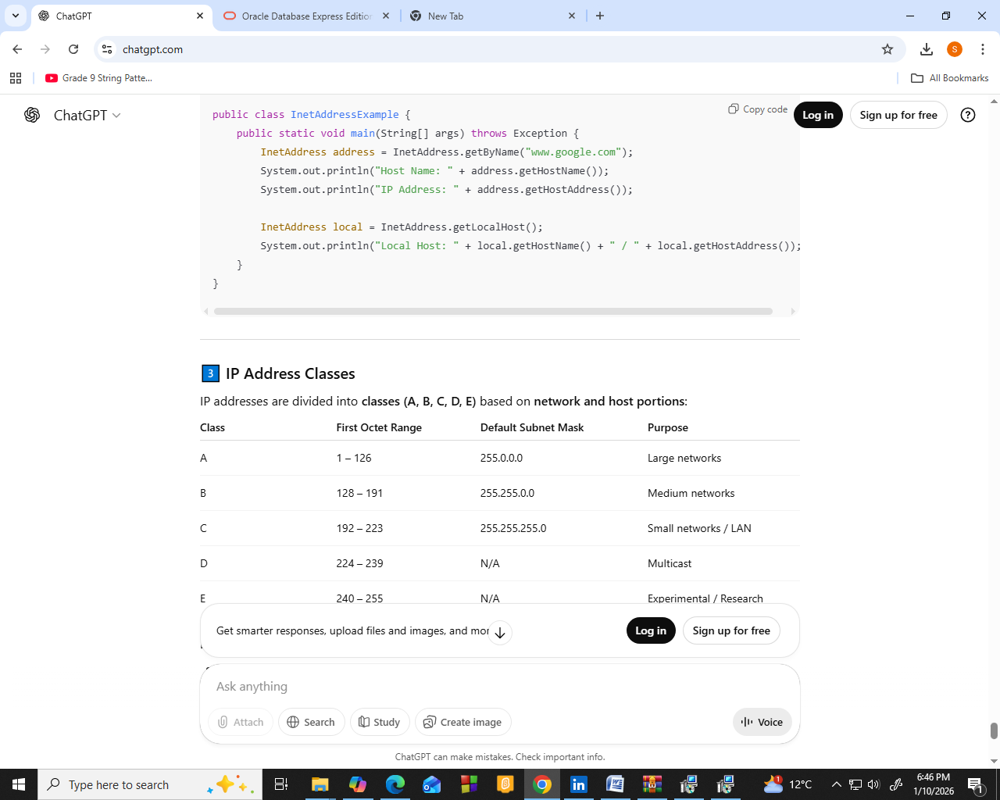 ChatGPT
Oracle Database Express Edition
New Tab
chatgpt.com
S
Grade 9 String Patte...
All Bookmarks
ChatGPT
Copy code
Log in
Sign up for free
public class InetAddressExample {
public static void main(String[] args) throws Exception {
InetAddress address = InetAddress.getByName("www.google.com");
System.out.println("Host Name: " + address.getHostName());
System.out.println("IP Address: " + address.getHostAddress());
InetAddress local = InetAddress.getLocalHost();
System.out.println("Local Host: " + local.getHostName() + " / " + local.getHostAddress());
}
}
3 IP Address Classes
IP addresses are divided into classes (A, B, C, D, E) based on network and host portions:
Class First Octet Range Default Subnet Mask Purpose
A 1 – 126 255.0.0.0 Large networks
B 128 – 191 255.255.0.0 Medium networks
C 192 – 223 255.255.255.0 Small networks / LAN
D 224 – 239 N/A Multicast
E 240 – 255 N/A Experimental / Research
Get smarter responses, upload files and images, and mor
Log in
Sign up for free
Ask anything
Attach
Search
Study
Create image
Voice
ChatGPT can make mistakes. Check important info.
Type here to search
1
12°C
6:46 PM
1/10/2026
1